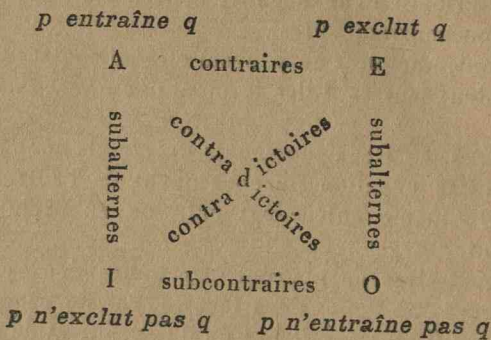 p entraîne q p exclut q
A contraires E
subalternes
contradictoires
contradictoires
subalternes
I subcontraires O
p n'exclut pas q p n'entraîne pas q